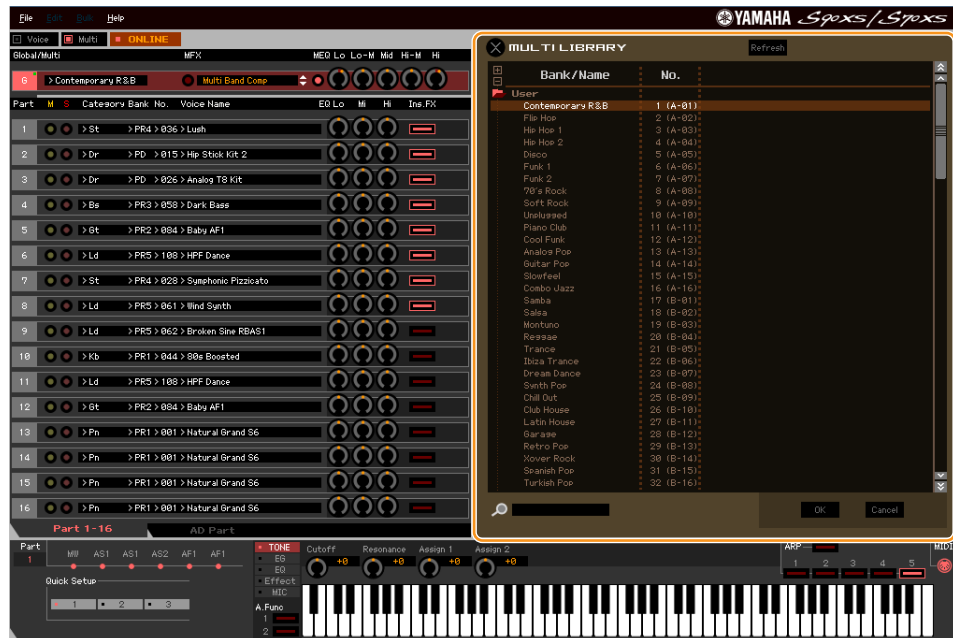 File Edit Bulk Help
YAMAHA S90XS/S70XS
Voice Multi ONLINE
Global/Multi MFX MEQ Lo Lo-M Mid Hi-M Hi
G > Contemporary R&B Multi Band Comp
Part M S Category Bank No. Voice Name EQ Lo Mi Hi Ins.FX
1 > St > PR4 > 036 > Lush
2 > Dr > PD > 015 > Hip Stick Kit 2
3 > Dr > PD > 026 > Analog T8 Kit
4 > Bs > PR3 > 058 > Dark Bass
5 > Gt > PR2 > 084 > Baby AF1
6 > Ld > PR5 > 108 > HPF Dance
7 > St > PR4 > 028 > Symphonic Pizzicato
8 > Ld > PR5 > 061 > Wind Synth
9 > Ld > PR5 > 062 > Broken Sine RBAS1
10 > Kb > PR1 > 044 > 80s Boosted
11 > Ld > PR5 > 108 > HPF Dance
12 > Gt > PR2 > 084 > Baby AF1
13 > Pn > PR1 > 001 > Natural Grand S6
14 > Pn > PR1 > 001 > Natural Grand S6
15 > Pn > PR1 > 001 > Natural Grand S6
16 > Pn > PR1 > 001 > Natural Grand S6
Part 1-16 AD Part
MULTI LIBRARY Refresh
Bank/Name No.
User
Contemporary R&B 1 (A-01)
Flip Hop 2 (A-02)
Hip Hop 1 3 (A-03)
Hip Hop 2 4 (A-04)
Disco 5 (A-05)
Funk 1 6 (A-06)
Funk 2 7 (A-07)
70's Rock 8 (A-08)
Soft Rock 9 (A-09)
Unplugged 10 (A-10)
Piano Club 11 (A-11)
Cool Funk 12 (A-12)
Analog Pop 13 (A-13)
Guitar Pop 14 (A-14)
Slowfeel 15 (A-15)
Combo Jazz 16 (A-16)
Samba 17 (B-01)
Salsa 18 (B-02)
Montuno 19 (B-03)
Reggae 20 (B-04)
Trance 21 (B-05)
Ibiza Trance 22 (B-06)
Dream Dance 23 (B-07)
Synth Pop 24 (B-08)
Chill Out 25 (B-09)
Club House 26 (B-10)
Latin House 27 (B-11)
Garage 28 (B-12)
Retro Pop 29 (B-13)
Xover Rock 30 (B-14)
Spanish Pop 31 (B-15)
Turkish Pop 32 (B-16)
OK Cancel
Part
1
MW AS1 AS1 AS2 AF1 AF1
Quick Setup
1 2 3
TONE
EG
EQ
Effect
MIC
A.Func
1
2
Cutoff Resonance Assign 1 Assign 2
+0 +0 +0 +0
ARP
1 2 3 4 5
MIDI